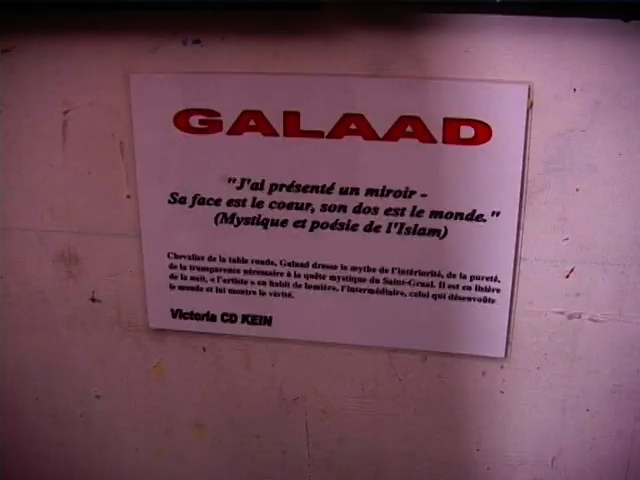 GALAAD
"J'ai présenté un miroir -
Sa face est le coeur, son dos est le monde."
(Mystique et poésie de l'Islam)
Chevalier de la table ronde, Galaad dresse le mythe de l'intériorité, de la pureté,
de la transparence nécessaire à la quête mystique du Saint-Graal. Il est en lisière
de la nuit, « l'artiste » en habit de lumière, l'intermédiaire, celui qui désenvoûte
le monde et lui montre la vérité.
Victoria CD KEIN